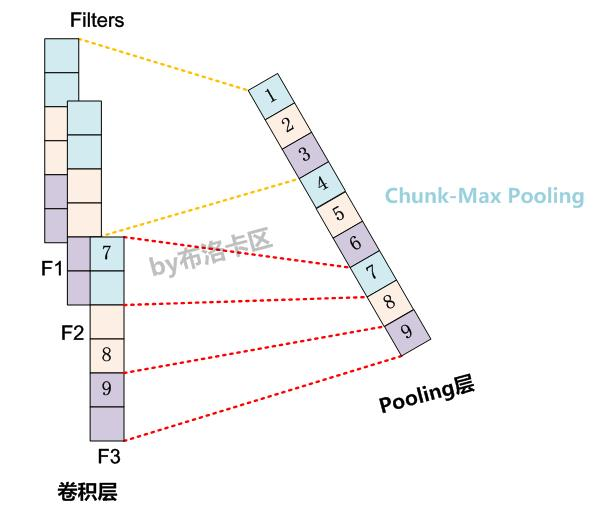 Filters
1
2
3
4
5
6
7
8
9
Chunk-Max Pooling
by布洛卡区
7
8
9
F1
F2
F3
Pooling层
卷积层